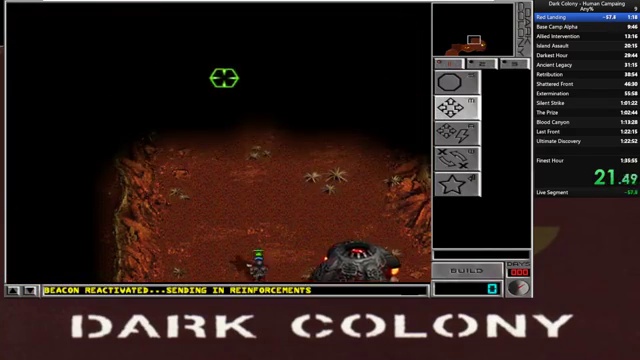 Dark Colony - Human Campaing
Any%
9
Red Landing -57.6 1:18
Base Camp Alpha 9:46
Allied Intervention 13:16
Island Assault 20:15
Darkest Hour 29:44
Ancient Legacy 31:15
Retribution 38:54
Shattered Front 46:30
Extermination 55:58
Silent Strike 1:01:22
The Prize 1:02:44
Blood Canyon 1:13:28
Last Front 1:22:15
Ultimate Discovery 1:22:52
Finest Hour 1:35:55
21.49
Live Segment -57.6
DARK COLONY
BUILD
DAYS
000
0
BEACON REACTIVATED...SENDING IN REINFORCEMENTS
DARK COLONY